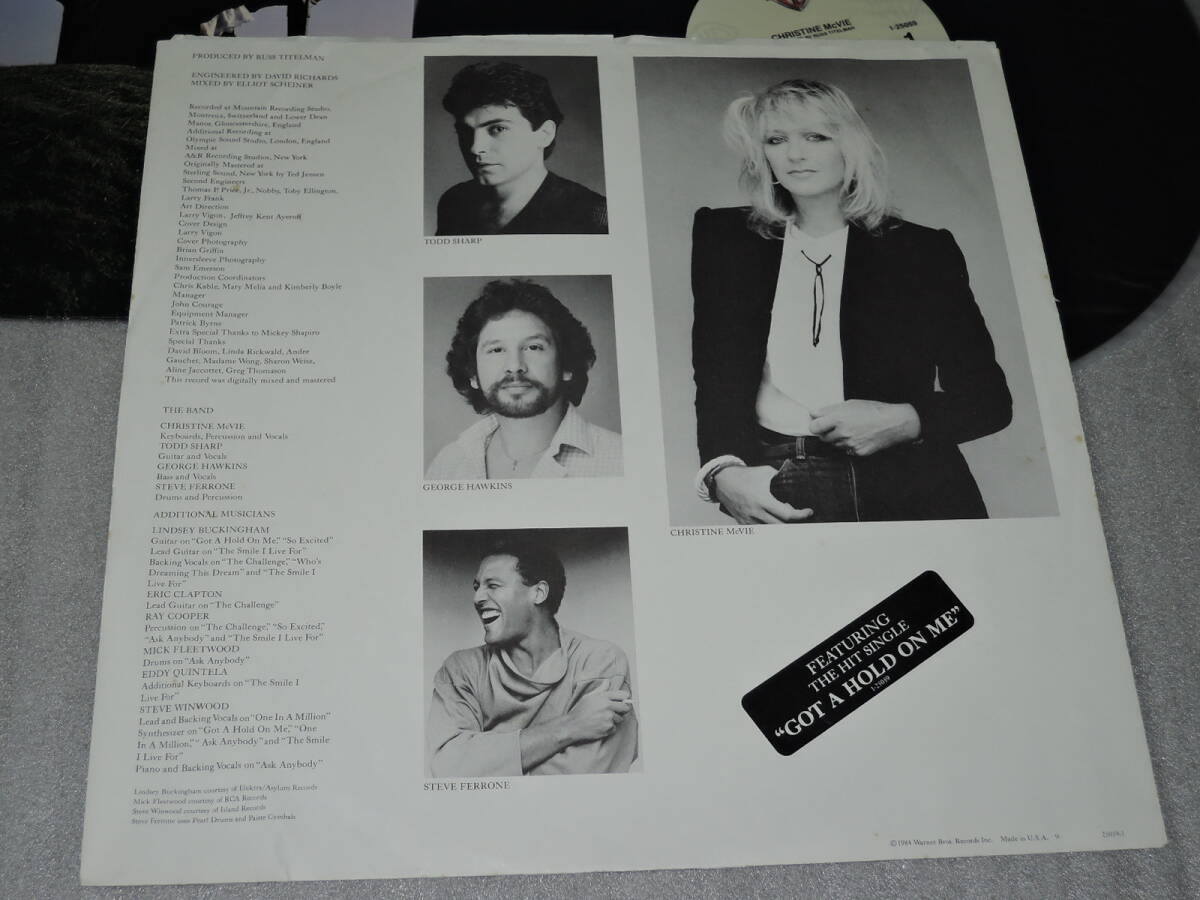 CHRISTINE McVIE
1-25059
1
PRODUCED BY RUSS TITELMAN
ENGINEERED BY DAVID RICHARDS
MIXED BY ELLIOT SCHEINER
Recorded at Mountain Recording Studio,
Montreux, Switzerland and Lower Dean
Manor, Gloucestershire, England
Additional Recording at
Olympic Sound Studio, London, England
Mixed at
A&R Recording Studios, New York
Originally Mastered at
Sterling Sound, New York by Ted Jensen
Second Engineers
Thomas P. Price, Jr., Nobby, Toby Ellington,
Larry Frank
Art Direction
Larry Vigon, Jeffrey Kent Ayeroff
Cover Design
Larry Vigon
Cover Photography
Brian Griffin
Innersleeve Photography
Sam Emerson
Production Coordinators
Chris Kable, Mary Melia and Kimberly Boyle
Manager
John Courage
Equipment Manager
Patrick Byrne
Extra Special Thanks to Mickey Shapiro
Special Thanks
David Bloom, Linda Rickwald, Andre
Gauchet, Madame Wong, Sharon Weisz,
Aline Jaccottet, Greg Thomason
This record was digitally mixed and mastered
THE BAND
CHRISTINE McVIE
Keyboards, Percussion and Vocals
TODD SHARP
Guitar and Vocals
GEORGE HAWKINS
Bass and Vocals
STEVE FERRONE
Drums and Percussion
ADDITIONAL MUSICIANS
LINDSEY BUCKINGHAM
Guitar on "Got A Hold On Me," "So Excited"
Lead Guitar on "The Smile I Live For"
Backing Vocals on "The Challenge," "Who's
Dreaming This Dream" and "The Smile I
Live For"
ERIC CLAPTON
Lead Guitar on "The Challenge"
RAY COOPER
Percussion on "The Challenge," "So Excited,"
"Ask Anybody" and "The Smile I Live For"
MICK FLEETWOOD
Drums on "Ask Anybody"
EDDY QUINTELA
Additional Keyboards on "The Smile I
Live For"
STEVE WINWOOD
Lead and Backing Vocals on "One In A Million"
Synthesizer on "Got A Hold On Me," "One
In A Million," "Ask Anybody" and "The Smile
I Live For"
Piano and Backing Vocals on "Ask Anybody"
Lindsey Buckingham courtesy of Elektra/Asylum Records
Mick Fleetwood courtesy of RCA Records
Steve Winwood courtesy of Island Records
Steve Ferrone uses Pearl Drums and Paiste Cymbals
TODD SHARP
GEORGE HAWKINS
STEVE FERRONE
CHRISTINE McVIE
FEATURING
THE HIT SINGLE
"GOT A HOLD ON ME"
1-25059
©1984 Warner Bros. Records Inc. Made in U.S.A.